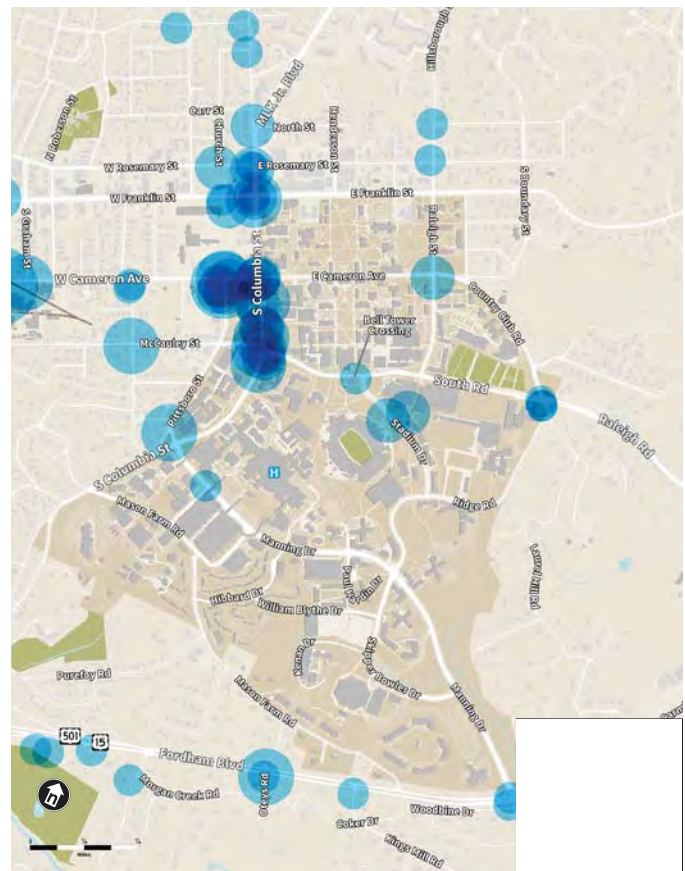 Hillsborough
MLK Jr. Blvd
N Roberson St
Carr St
Church St
North St
Henderson St
W Rosemary St
E Rosemary St
S Boundary St
W Franklin St
E Franklin St
S Graham St
Raleigh St
S Columbia St
W Cameron Ave
E Cameron Ave
Country Club Rd
Bell Tower
Crossing
McCauley St
South Rd
Pittsboro St
Raleigh Rd
Stadium Dr
S Columbia St
H
Mason Farm Rd
Ridge Rd
Manning Dr
Laurel Hill Rd
Hibbard Dr
William Blythe Dr
Kenan Dr
Skipper Bowles Dr
Purefoy Rd
Mason Farm Rd
Manning Dr
501
15
Fordham Blvd
Morgan Creek Rd
Oteys Rd
Woodbine Dr
Coker Dr
Kings Mill Rd